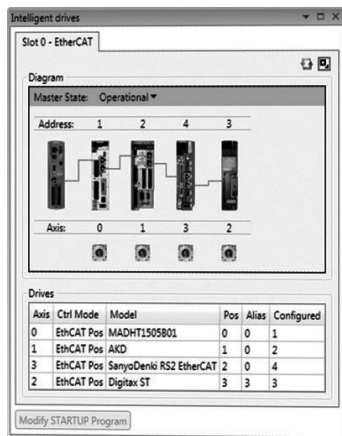 Intelligent drives
Slot 0 - EtherCAT
Diagram
Master State: Operational
Address: 1 2 4 3
Axis: 0 1 3 2
Drives
Axis Ctrl Mode Model Pos Alias Configured
0 EthCAT Pos MADHT1505B01 0 0 1
1 EthCAT Pos AKD 1 0 2
3 EthCAT Pos SanyoDenki RS2 EtherCAT 2 0 4
2 EthCAT Pos Digitax ST 3 3 3
Modify STARTUP Program